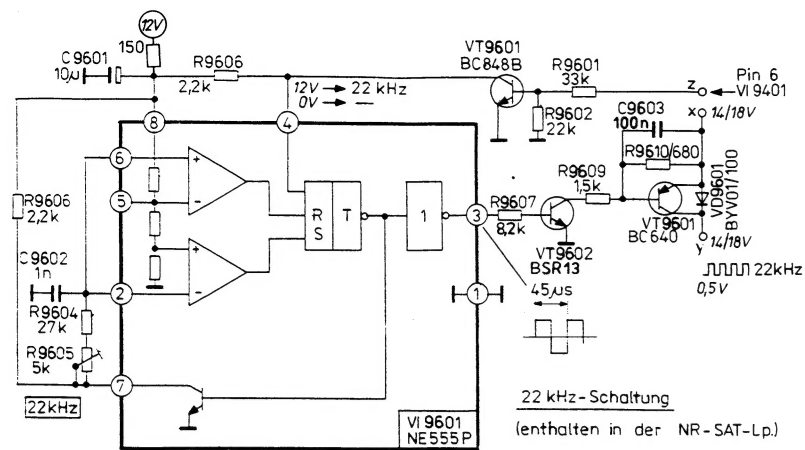 12V
150
C9601
10µ
R9606
2,2k
12V → 22 kHz
0V → —
VT9601
BC848B
R9601
33k
R9602
22k
Z
Pin 6
VI 9401
x
14/18V
C9603
100n
R9610/680
R9609
1,5k
VD9601
BYV01/100
VT9601
BC640
y
14/18V
22kHz
0,5V
8
4
6
5
2
7
3
1
+
-
+
-
R
S
T
1
R9606
2,2k
C9602
1n
R9604
27k
R9605
5k
22kHz
R9607
8,2k
VT9602
BSR13
45µs
VI 9601
NE555P
22 kHz-Schaltung
(enthalten in der NR-SAT-Lp.)